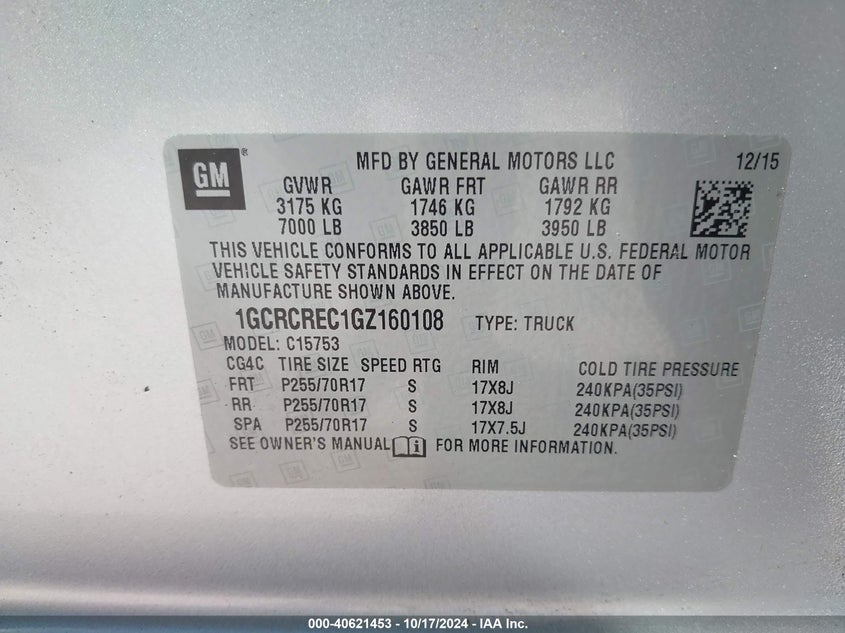 GM ® MFD BY GENERAL MOTORS LLC 12/15
GVWR GAWR FRT GAWR RR
3175 KG 1746 KG 1792 KG
7000 LB 3850 LB 3950 LB
THIS VEHICLE CONFORMS TO ALL APPLICABLE U.S. FEDERAL MOTOR
VEHICLE SAFETY STANDARDS IN EFFECT ON THE DATE OF
MANUFACTURE SHOWN ABOVE.
1GCRCREC1GZ160108 TYPE: TRUCK
MODEL: C15753
CG4C TIRE SIZE SPEED RTG RIM COLD TIRE PRESSURE
FRT P255/70R17 S 17X8J 240KPA(35PSI)
RR P255/70R17 S 17X8J 240KPA(35PSI)
SPA P255/70R17 S 17X7.5J 240KPA(35PSI)
SEE OWNER'S MANUAL FOR MORE INFORMATION.
000-40621453 - 10/17/2024 - IAA Inc.